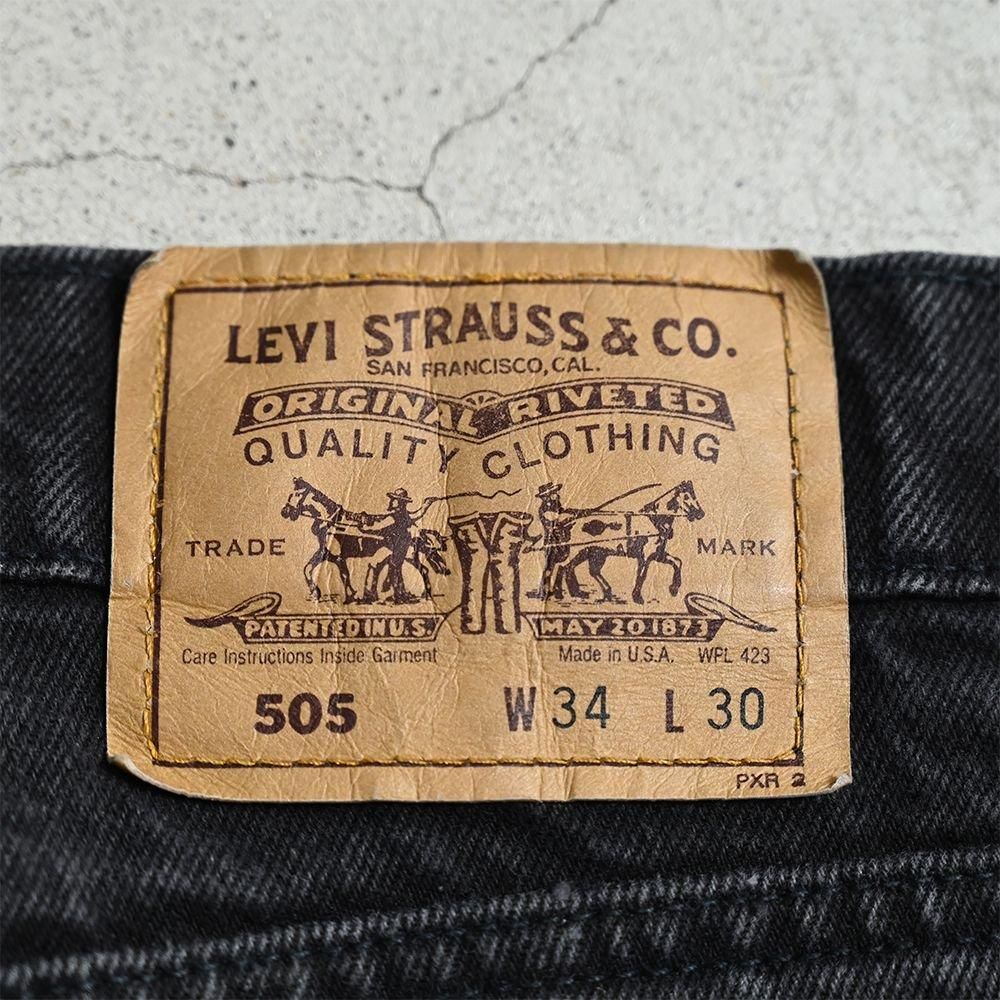 LEVI STRAUSS & CO.
SAN FRANCISCO, CAL.
ORIGINAL RIVETED
QUALITY CLOTHING
TRADE MARK
PATENTED IN U.S. MAY 20 1873
Care Instructions Inside Garment Made in U.S.A. WPL 423
505 W 34 L 30
PXR 2